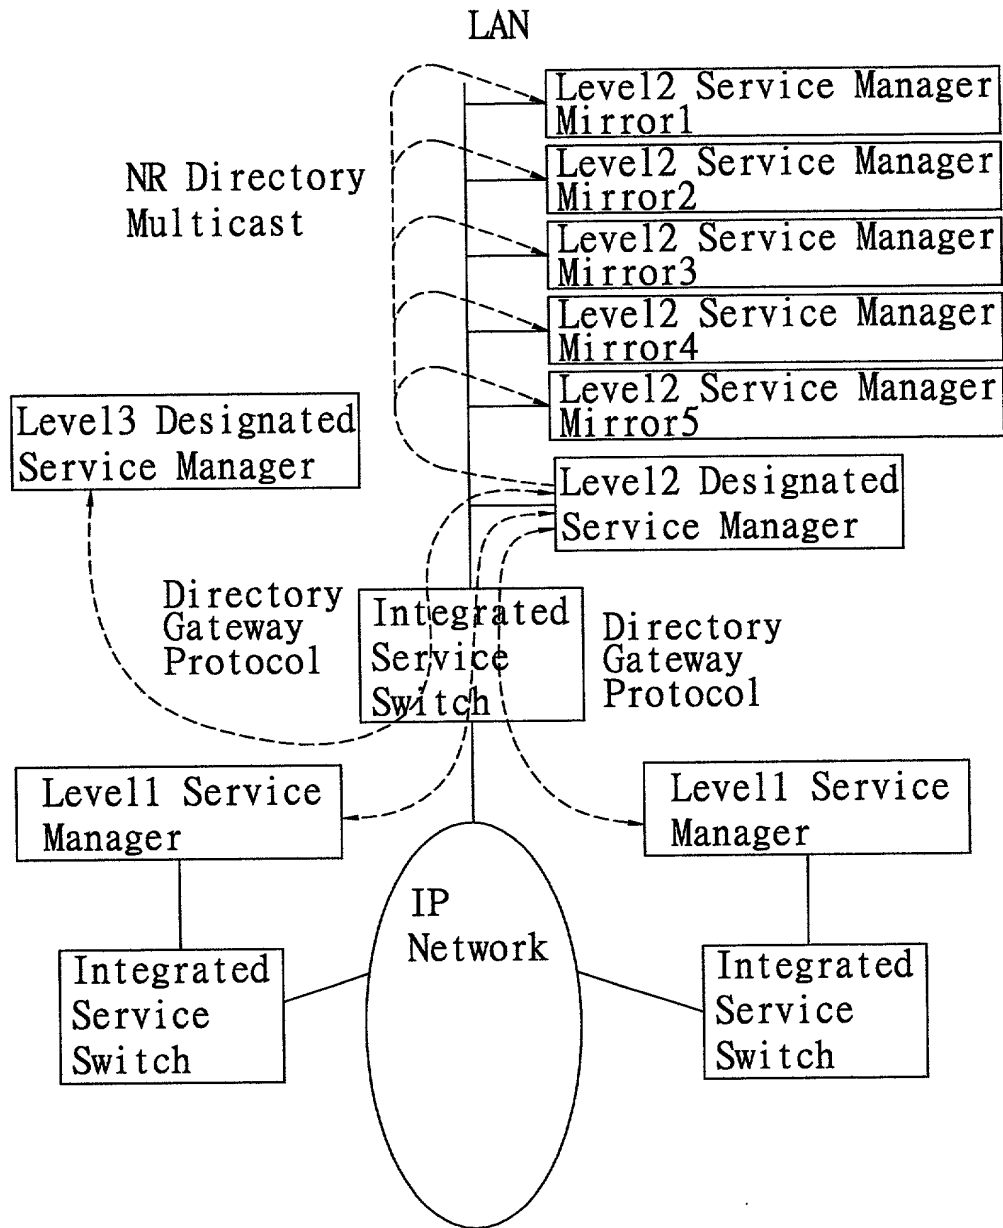 LAN
Level2 Service Manager
Mirror1
NR Directory
Multicast
Level2 Service Manager
Mirror2
Level2 Service Manager
Mirror3
Level2 Service Manager
Mirror4
Level2 Service Manager
Mirror5
Level3 Designated
Service Manager
Level2 Designated
Service Manager
Directory
Gateway
Protocol
Integrated
Service
Switch
Directory
Gateway
Protocol
Level1 Service
Manager
Level1 Service
Manager
IP
Network
Integrated
Service
Switch
Integrated
Service
Switch